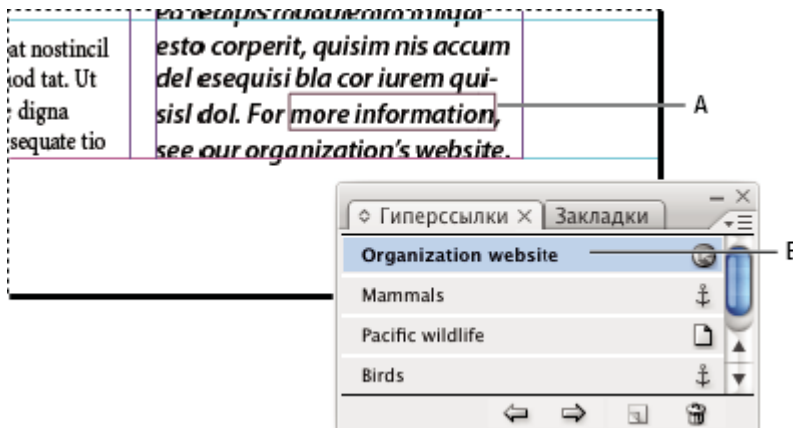 at nostincil
od tat. Ut
digna
sequate tio
esto corperit, quisim nis accum
del esequisi bla cor iurem qui-
sisl dol. For more information,
see our organization's website.
A
Гиперссылки
Закладки
Organization website
Mammals
Pacific wildlife
Birds